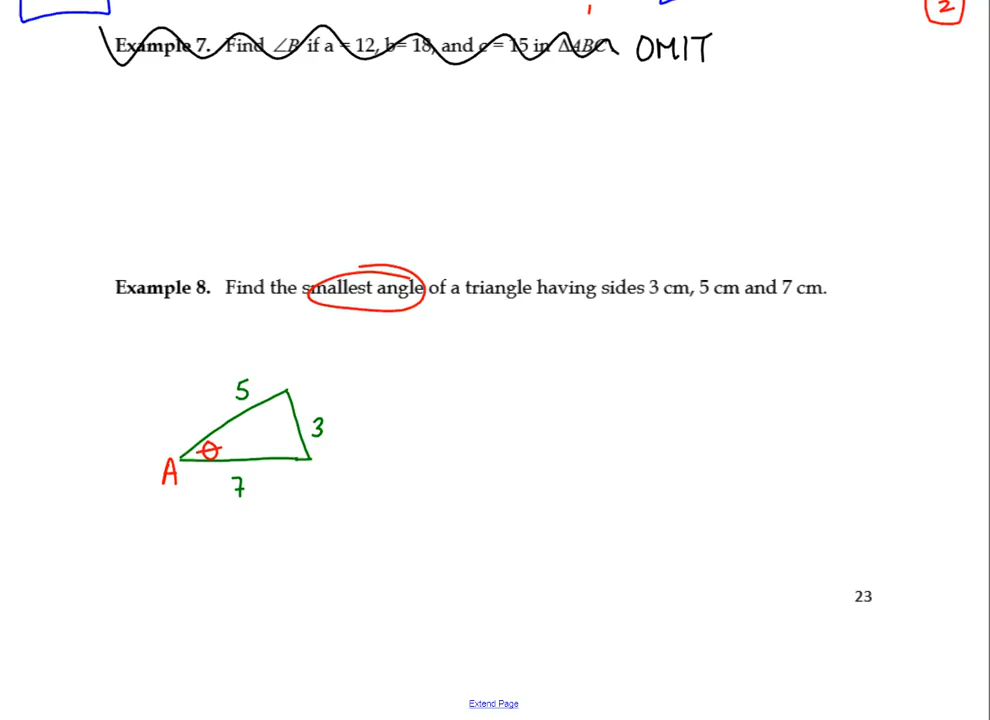 2
Example 7. Find ∠B if a = 12, b= 18, and c = 15 in ΔABC OMIT
Example 8. Find the smallest angle of a triangle having sides 3 cm, 5 cm and 7 cm.
5
3
θ
A
7
23
Extend Page